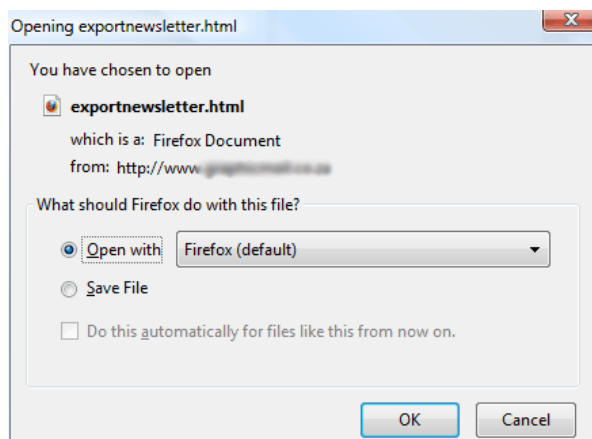 Opening exportnewsletter.html
You have chosen to open
exportnewsletter.html
which is a: Firefox Document
from: http://www.
What should Firefox do with this file?
Open with Firefox (default)
Save File
Do this automatically for files like this from now on.
OK Cancel